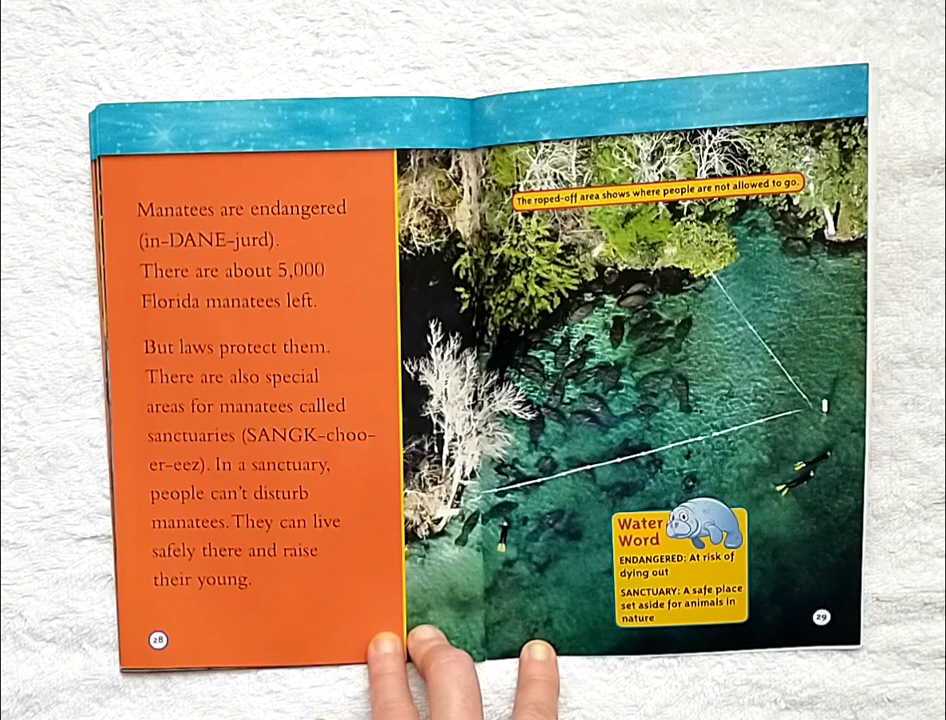 Manatees are endangered
(in-DANE-jurd).
There are about 5,000
Florida manatees left.
But laws protect them.
There are also special
areas for manatees called
sanctuaries (SANGK-choo-
er-eez). In a sanctuary,
people can't disturb
manatees. They can live
safely there and raise
their young.
28
The roped-off area shows where people are not allowed to go.
Water
Word
ENDANGERED: At risk of
dying out
SANCTUARY: A safe place
set aside for animals in
nature
29